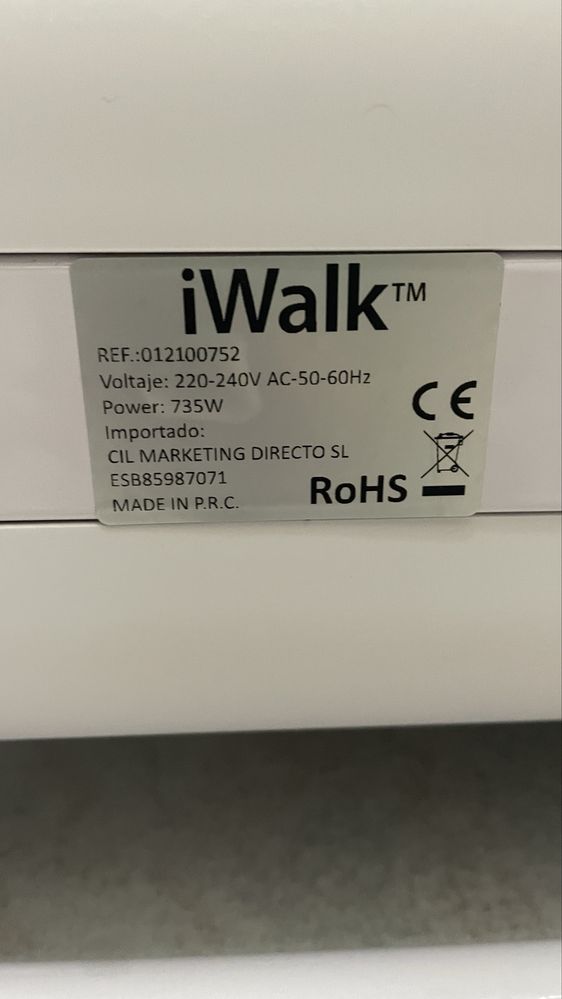 iWalk™
REF.:012100752
Voltaje: 220-240V AC-50-60Hz
Power: 735W
Importado:
CIL MARKETING DIRECTO SL
ESB85987071
MADE IN P.R.C.
CE
RoHS